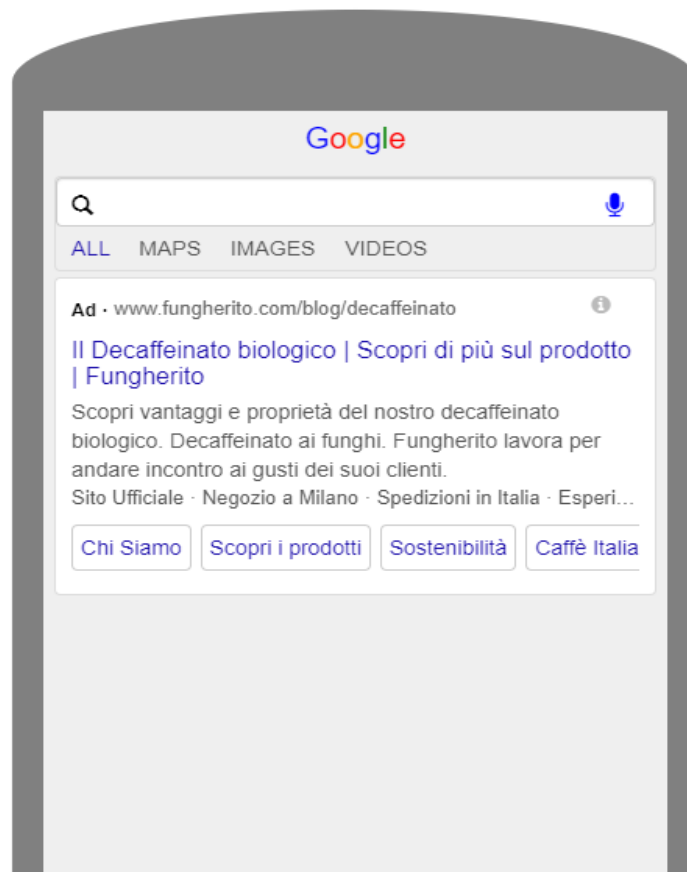 Google
ALL MAPS IMAGES VIDEOS
Ad · www.fungherito.com/blog/decaffeinato
Il Decaffeinato biologico | Scopri di più sul prodotto
| Fungherito
Scopri vantaggi e proprietà del nostro decaffeinato
biologico. Decaffeinato ai funghi. Fungherito lavora per
andare incontro ai gusti dei suoi clienti.
Sito Ufficiale · Negozio a Milano · Spedizioni in Italia · Esperi...
Chi Siamo Scopri i prodotti Sostenibilità Caffè Italia